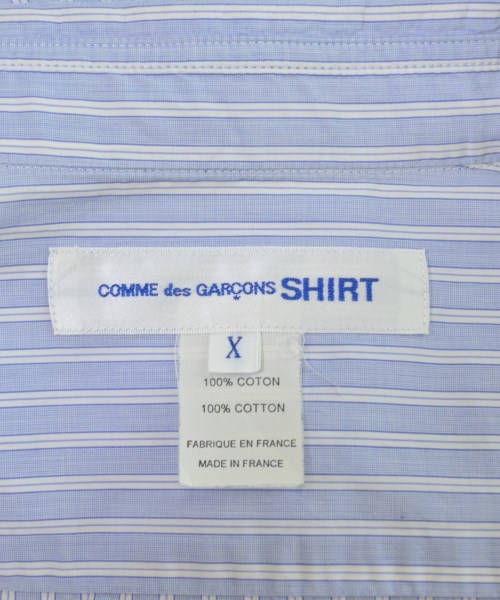 COMME des GARÇONS SHIRT
X
100% COTON
100% COTTON
FABRIQUE EN FRANCE
MADE IN FRANCE